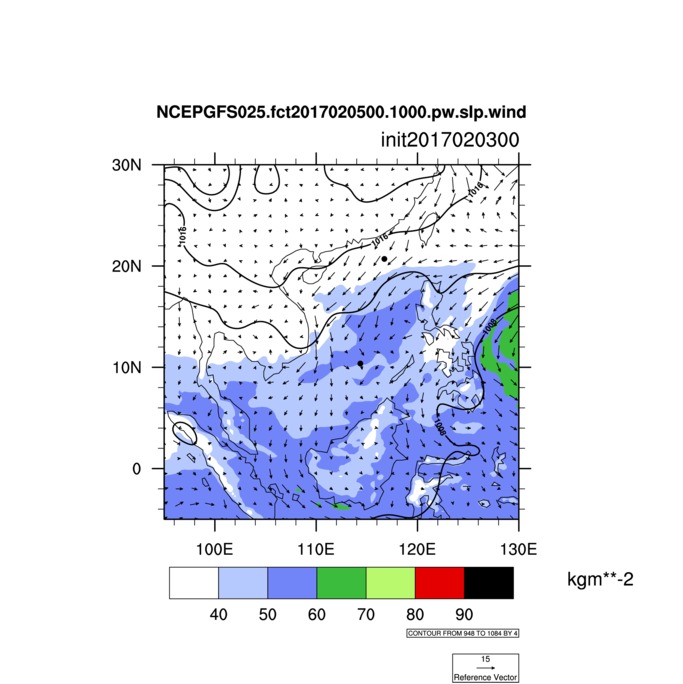 NCEPGFS025.fct2017020500.1000.pw.slp.wind
init2017020300
30N
20N
10N
0
1016
1016
1016
1008
1008
100E 110E 120E 130E
40 50 60 70 80 90
kgm**-2
CONTOUR FROM 948 TO 1084 BY 4
15
Reference Vector